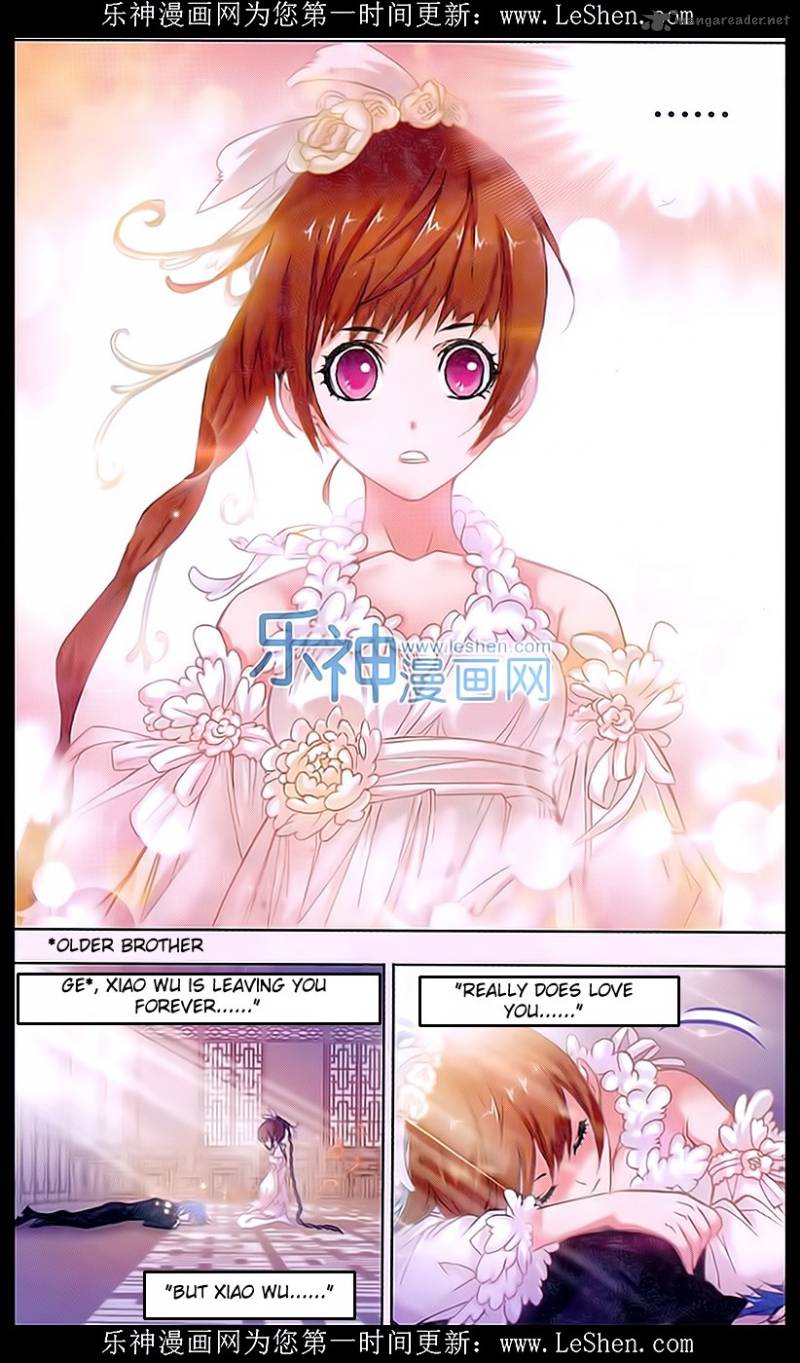 乐神漫画网为您第一时间更新：www.LeShen.com
mangareader.net
......
乐神漫画网
www.leshen.com
*OLDER BROTHER
GE*, XIAO WU IS LEAVING YOU
FOREVER......"
"REALLY DOES LOVE
YOU......"
"BUT XIAO WU......"
乐神漫画网为您第一时间更新：www.LeShen.com